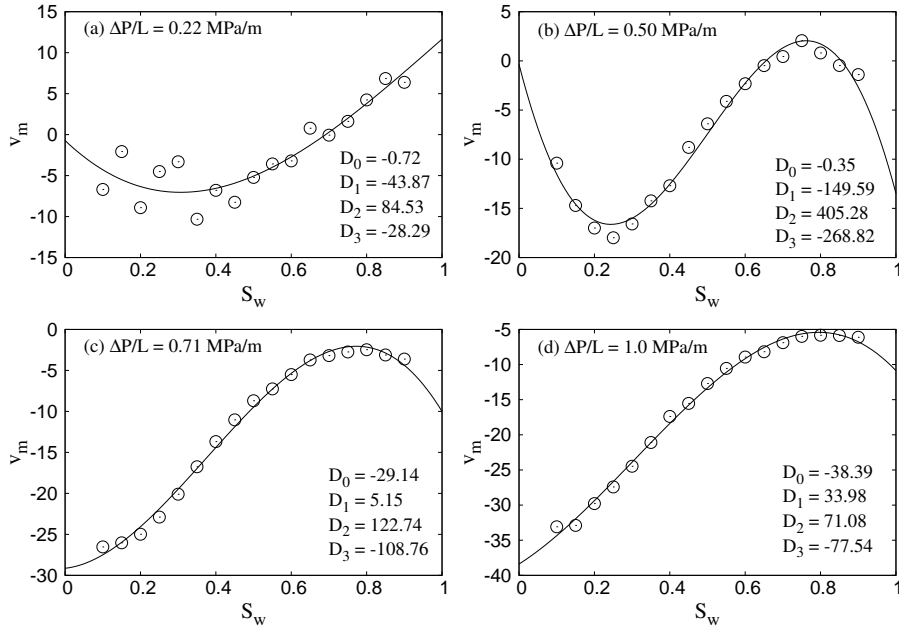 (a) ΔP/L = 0.22 MPa/m
15
10
5
0
-5
-10
-15
v_m
D_0 = -0.72
D_1 = -43.87
D_2 = 84.53
D_3 = -28.29
0 0.2 0.4 0.6 0.8 1
S_w
(b) ΔP/L = 0.50 MPa/m
5
0
-5
-10
-15
-20
v_m
D_0 = -0.35
D_1 = -149.59
D_2 = 405.28
D_3 = -268.82
0 0.2 0.4 0.6 0.8 1
S_w
(c) ΔP/L = 0.71 MPa/m
0
-5
-10
-15
-20
-25
-30
v_m
D_0 = -29.14
D_1 = 5.15
D_2 = 122.74
D_3 = -108.76
0 0.2 0.4 0.6 0.8 1
S_w
(d) ΔP/L = 1.0 MPa/m
-5
-10
-15
-20
-25
-30
-35
-40
v_m
D_0 = -38.39
D_1 = 33.98
D_2 = 71.08
D_3 = -77.54
0 0.2 0.4 0.6 0.8 1
S_w